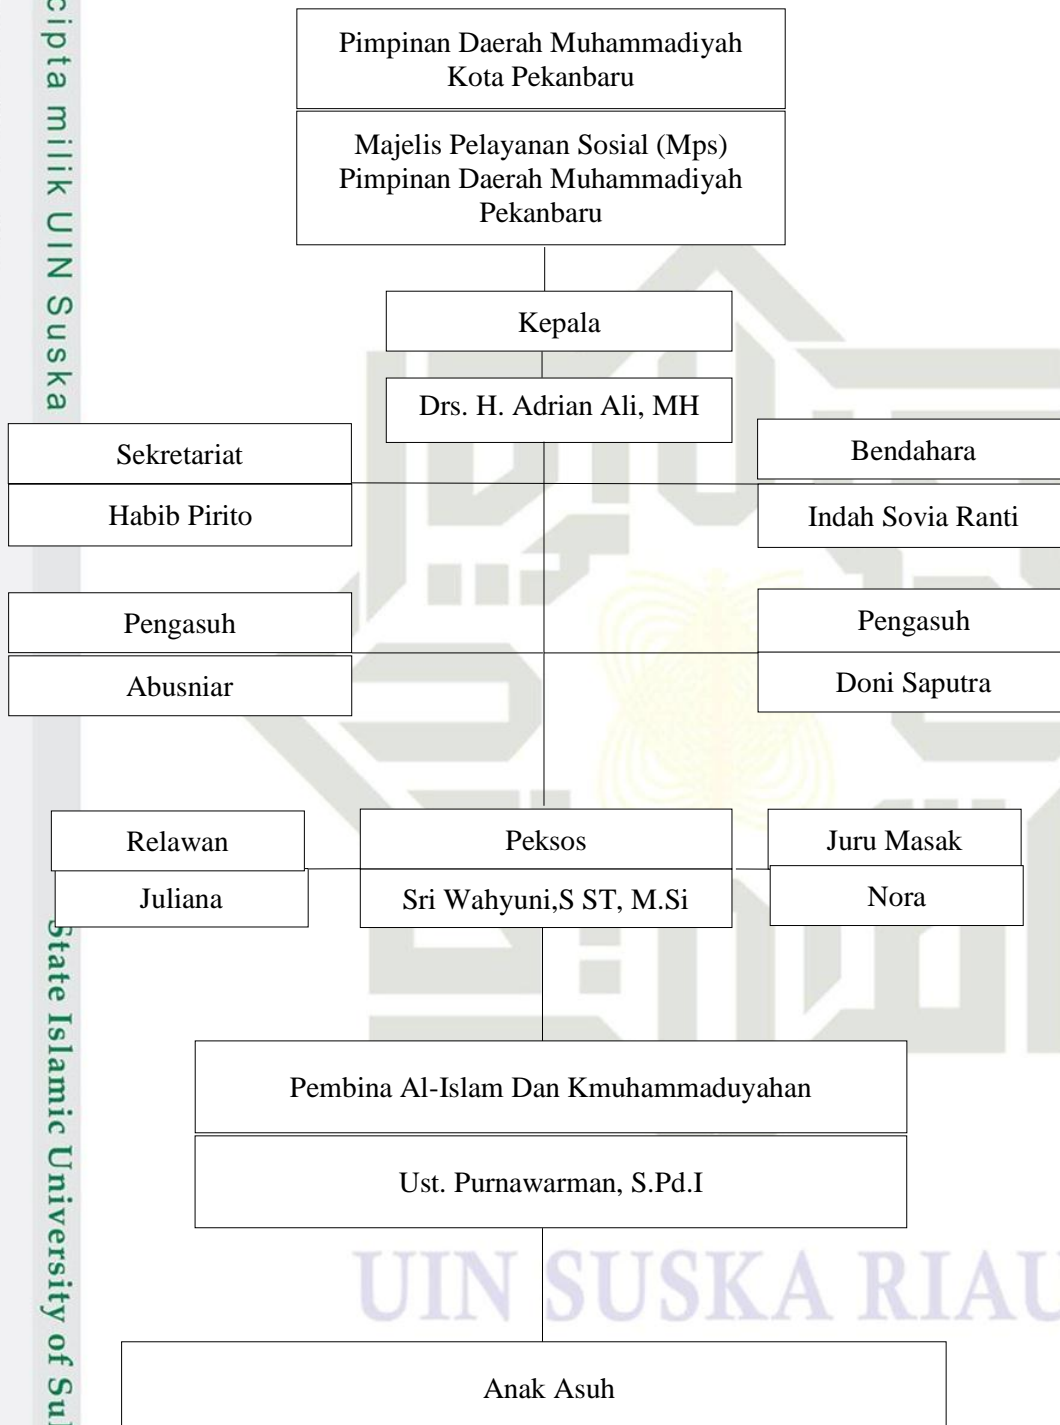 cipta milik UIN Suska
Pimpinan Daerah Muhammadiyah
Kota Pekanbaru
Majelis Pelayanan Sosial (Mps)
Pimpinan Daerah Muhammadiyah
Pekanbaru
Kepala
Drs. H. Adrian Ali, MH
Sekretariat
Habib Pirito
Bendahara
Indah Sovia Ranti
Pengasuh
Abusniar
Pengasuh
Doni Saputra
Relawan
Juliana
Peksos
Sri Wahyuni,S ST, M.Si
Juru Masak
Nora
State Islamic University of Sul
Pembina Al-Islam Dan Kmuhammaduyahan
Ust. Purnawarman, S.Pd.I
UIN SUSKA RIAU
Anak Asuh